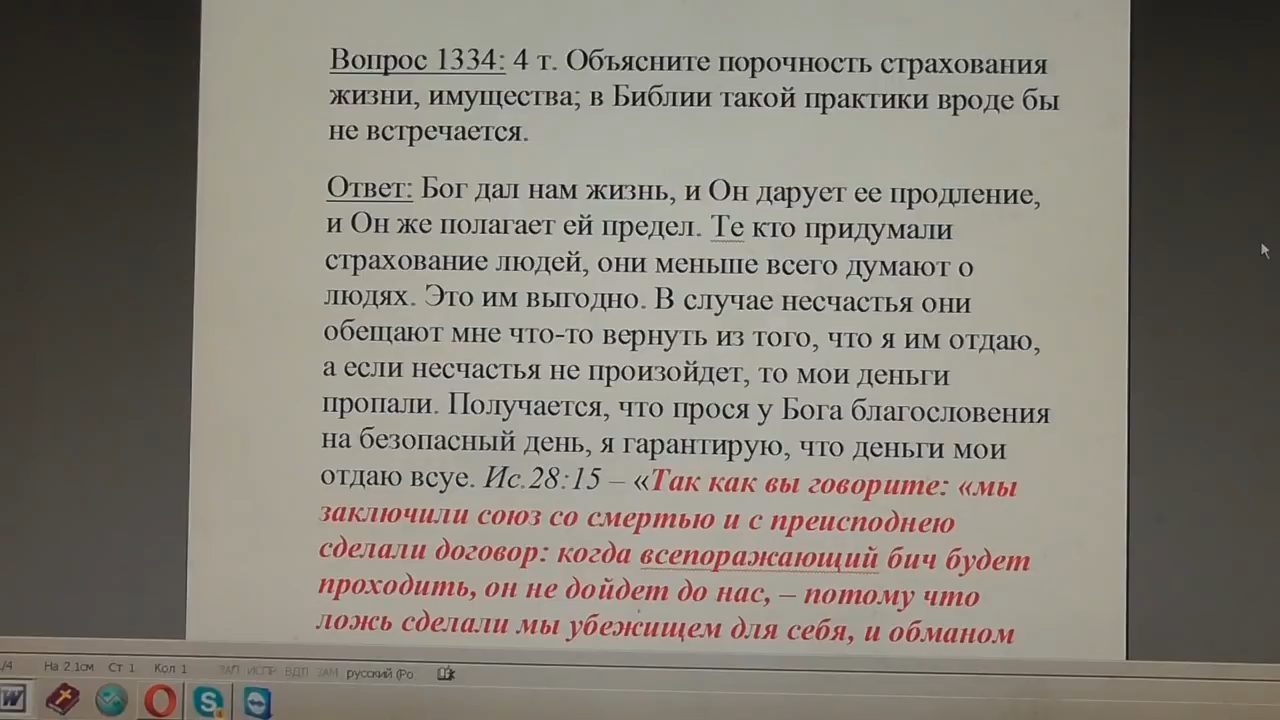 Вопрос 1334: 4 т. Объясните порочность страхования
жизни, имущества; в Библии такой практики вроде бы
не встречается.
Ответ: Бог дал нам жизнь, и Он дарует ее продление,
и Он же полагает ей предел. Те кто придумали
страхование людей, они меньше всего думают о
людях. Это им выгодно. В случае несчастья они
обещают мне что-то вернуть из того, что я им отдаю,
а если несчастья не произойдет, то мои деньги
пропали. Получается, что прося у Бога благословения
на безопасный день, я гарантирую, что деньги мои
отдаю всуе. Ис.28:15 – «Так как вы говорите: «мы
заключили союз со смертью и с преисподнею
сделали договор: когда всепоражающий бич будет
проходить, он не дойдет до нас, – потому что
ложь сделали мы убежищем для себя, и обманом
/4 На 2.1см Ст 1 Кол 1 ЗАП ИСПР ВДЛ ЗАМ русский (Ро